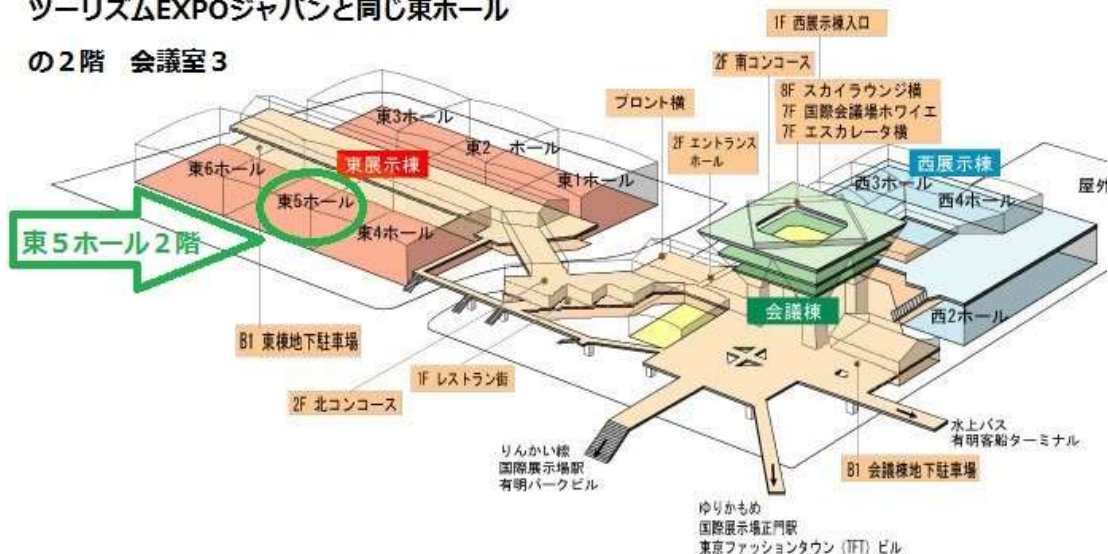 ツーリズムEXPOジャパンと同じ東ホール
の2階 会議室3
1F 西展示棟入口
2F 南コンコース
8F スカイラウンジ横
7F 国際会議場ホワイエ
7F エスカレータ横
プロント横
2F エントランス
ホール
東3ホール
東2 ホール
東1ホール
東展示棟
東6ホール
東5ホール
東4ホール
東5ホール2階
西展示棟
西3ホール
西4ホール
屋外
西2ホール
会議棟
B1 東棟地下駐車場
1F レストラン街
2F 北コンコース
りんかい線
国際展示場駅
有明パークビル
水上バス
有明客船ターミナル
B1 会議棟地下駐車場
ゆりかもめ
国際展示場正門駅
東京ファッションタウン (TFT) ビル